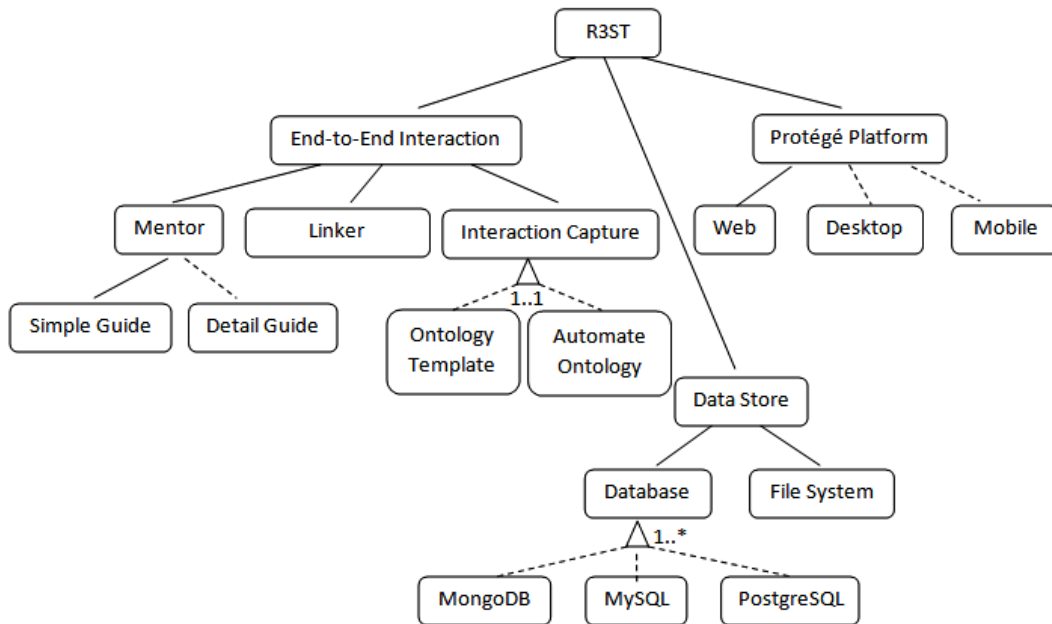 R3ST
End-to-End Interaction
Protégé Platform
Mentor
Linker
Interaction Capture
Web
Desktop
Mobile
1..1
Simple Guide
Detail Guide
Ontology
Template
Automate
Ontology
Data Store
Database
File System
1..*
MongoDB
MySQL
PostgreSQL